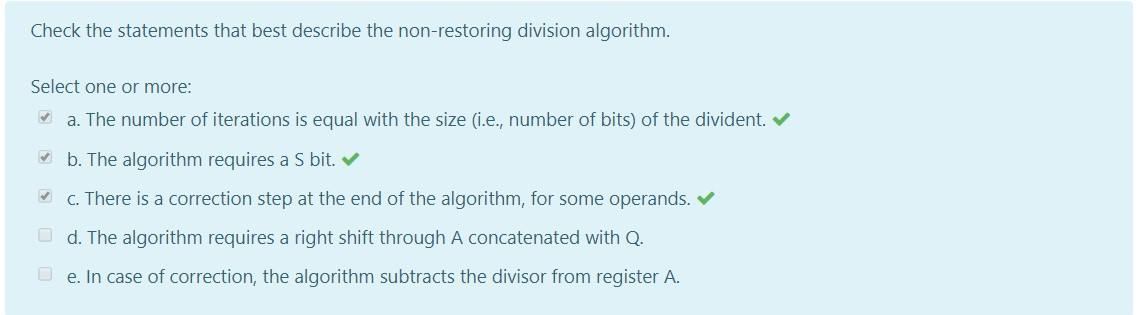 Check the statements that best describe the non-restoring division algorithm.
Select one or more:
a. The number of iterations is equal with the size (i.e., number of bits) of the divident.
b. The algorithm requires a S bit.
c. There is a correction step at the end of the algorithm, for some operands.
d. The algorithm requires a right shift through A concatenated with Q.
e. In case of correction, the algorithm subtracts the divisor from register A.